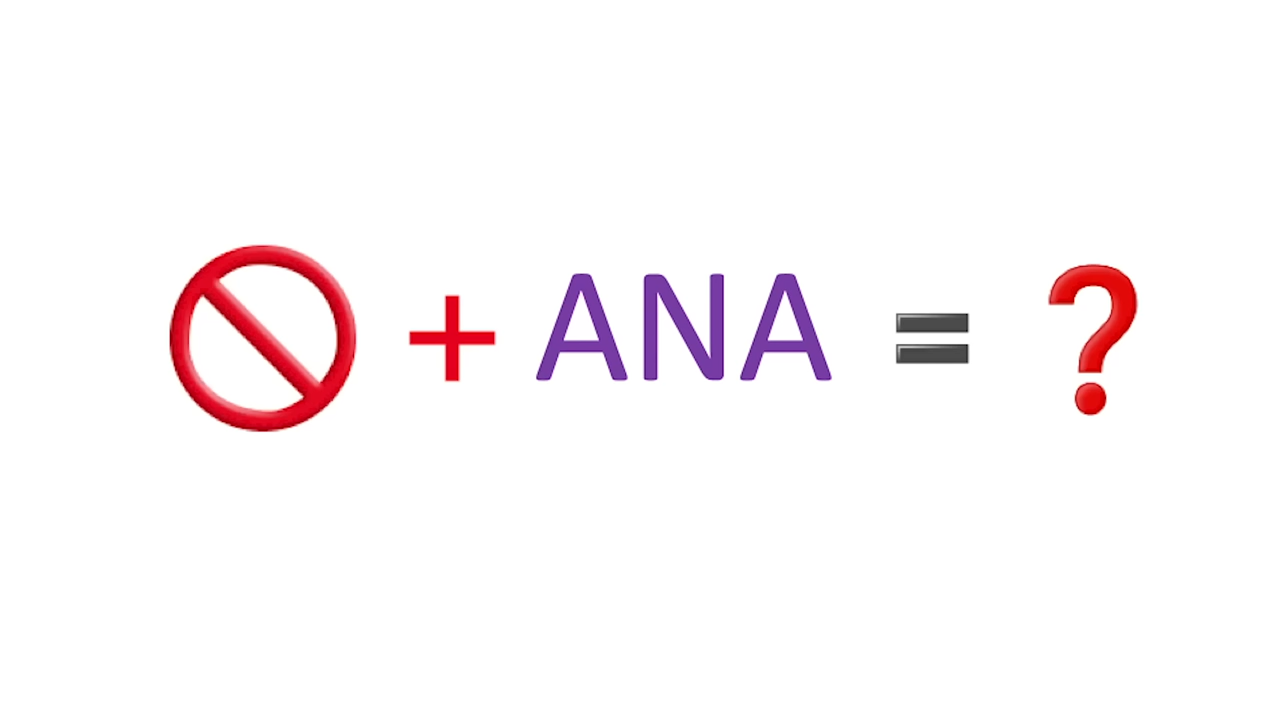 🚫 + ANA = ❓